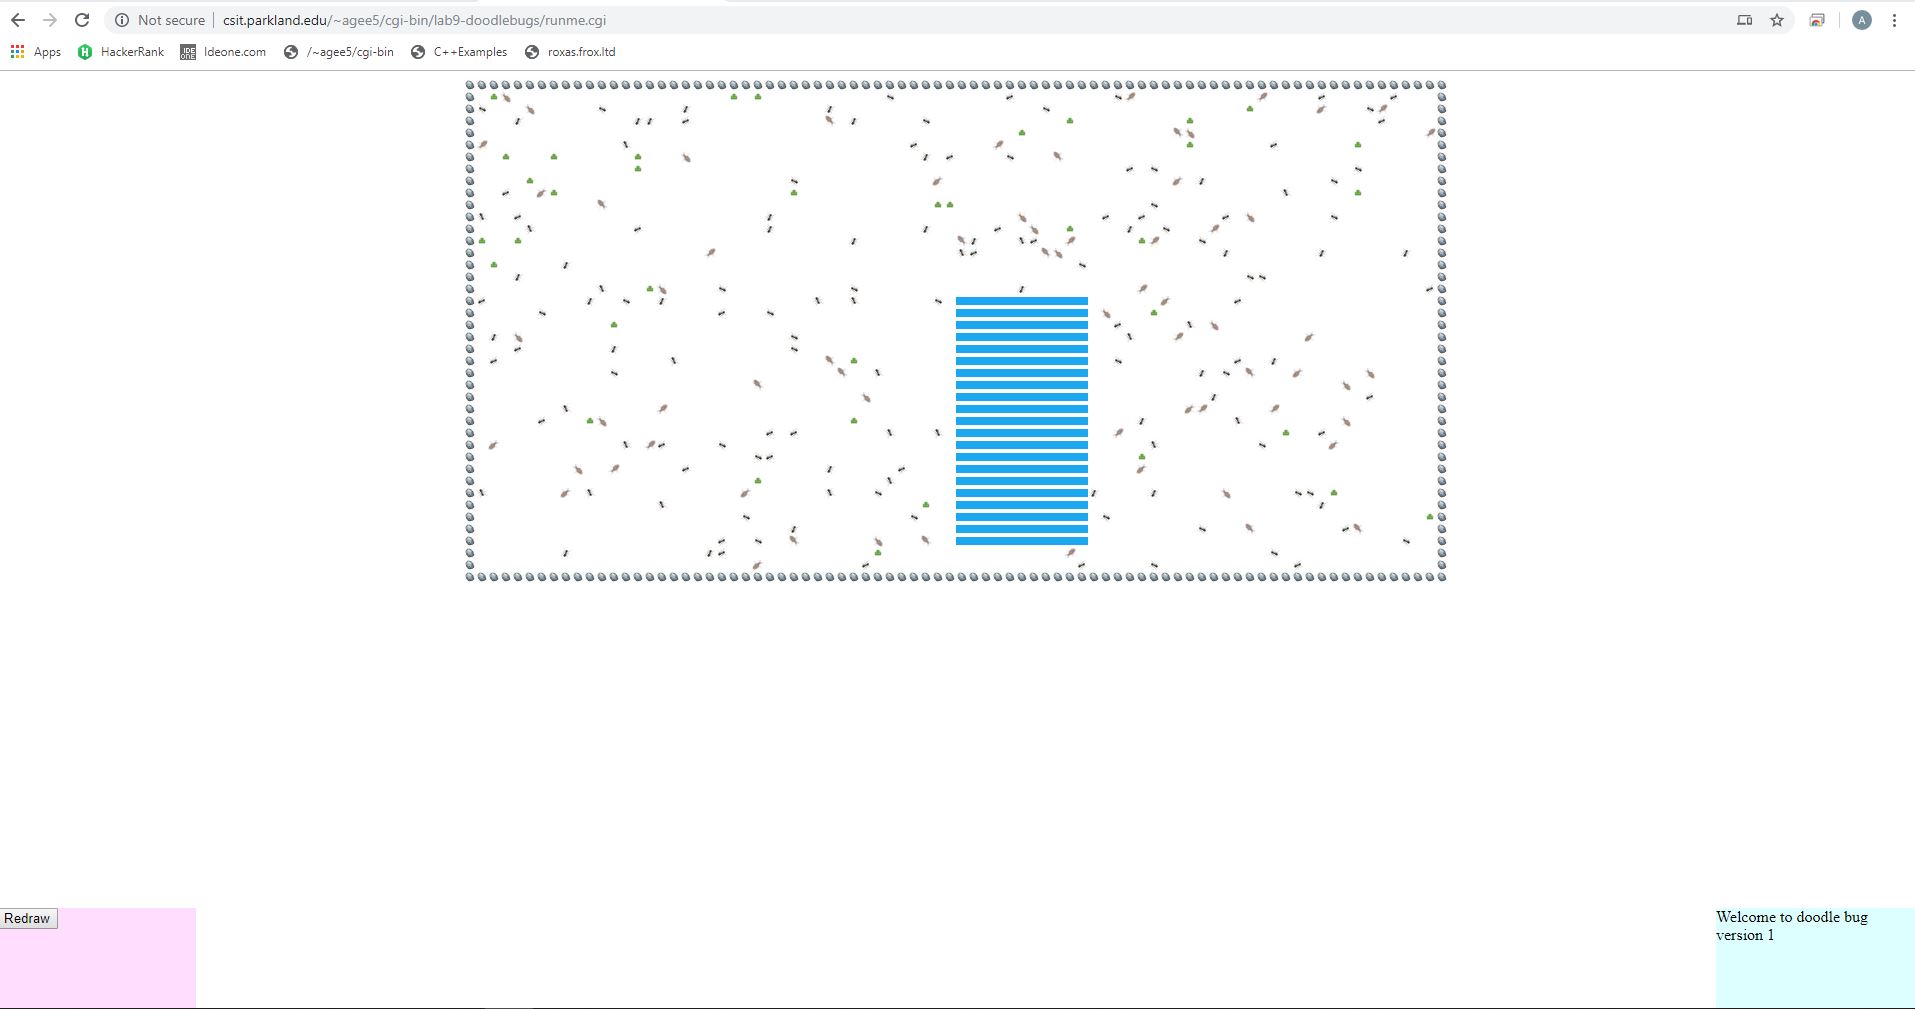 Not secure | csit.parkland.edu/~agee5/cgi-bin/lab9-doodlebugs/runme.cgi
A
Apps HackerRank Ideone.com /~agee5/cgi-bin C++Examples roxas.frox.ltd
Redraw
Welcome to doodle bug
version 1